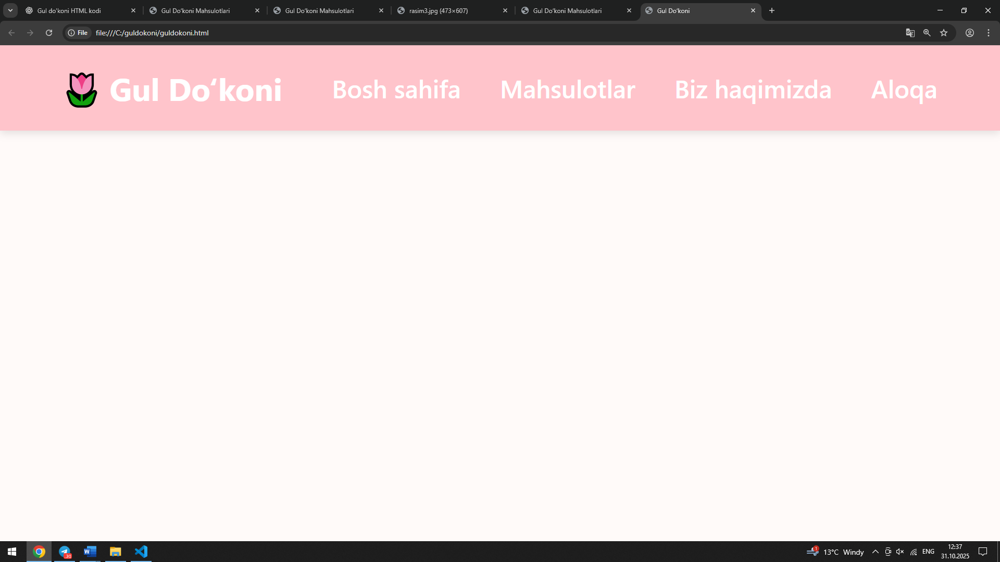 Gul do'koni HTML kodi
Gul Do‘koni Mahsulotlari
Gul Do‘koni Mahsulotlari
rasim3.jpg (473×607)
Gul Do‘koni Mahsulotlari
Gul Do‘koni
File file:///C:/guldokoni/guldokoni.html
Gul Do‘koni Bosh sahifa Mahsulotlar Biz haqimizda Aloqa
30
1
13°C Windy
ENG
12:37
31.10.2025